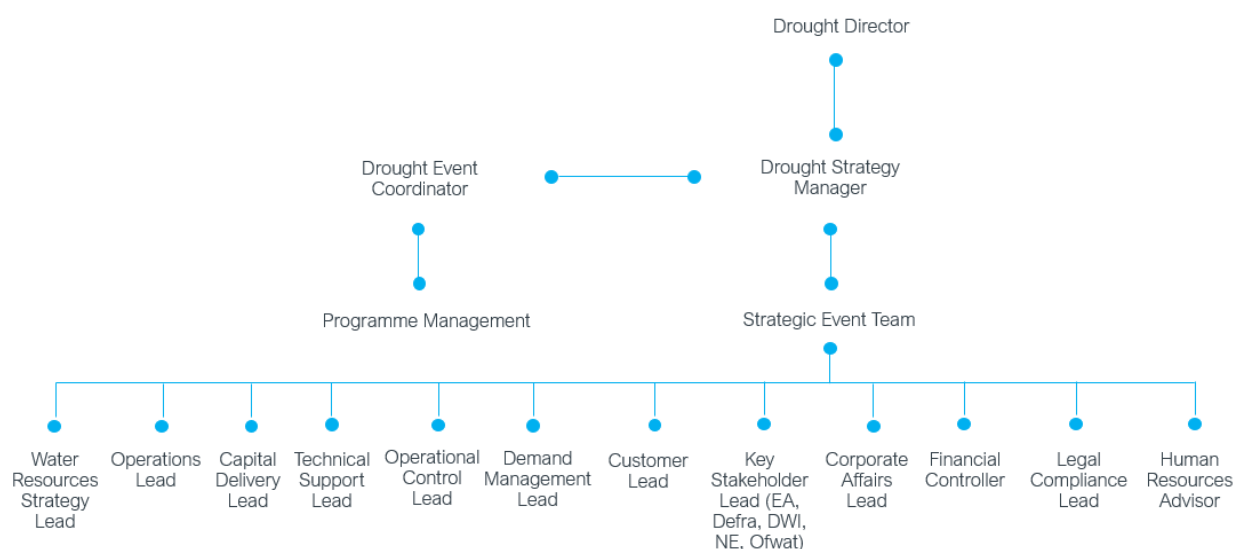 Drought Director
Drought Event
Coordinator
Drought Strategy
Manager
Programme Management
Strategic Event Team
Water
Resources
Strategy
Lead
Operations
Lead
Capital
Delivery
Lead
Technical
Support
Lead
Operational
Control
Lead
Demand
Management
Lead
Customer
Lead
Key
Stakeholder
Lead (EA,
Defra, DWI,
NE, Ofwat)
Corporate
Affairs
Lead
Financial
Controller
Legal
Compliance
Lead
Human
Resources
Advisor